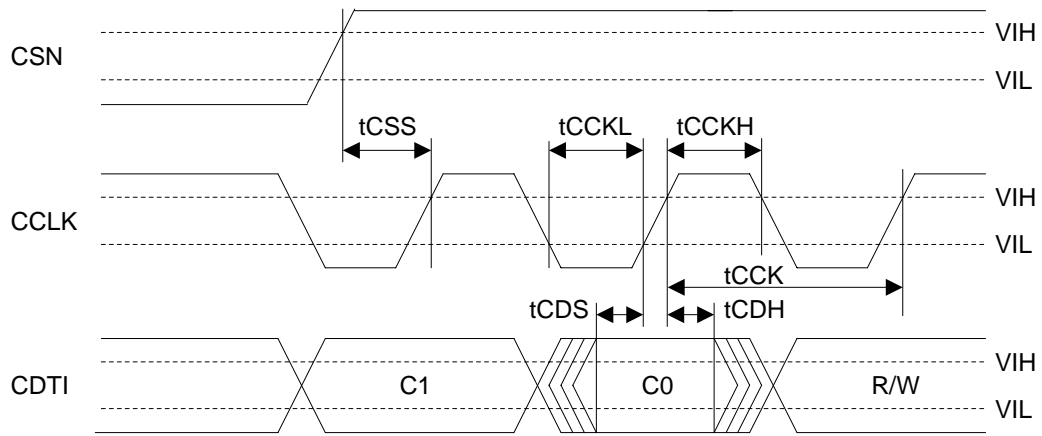 CSN
VIH
VIL
tCSS
tCCKL
tCCKH
CCLK
VIH
VIL
tCCK
tCDS
tCDH
CDTI
C1
C0
R/W
VIH
VIL